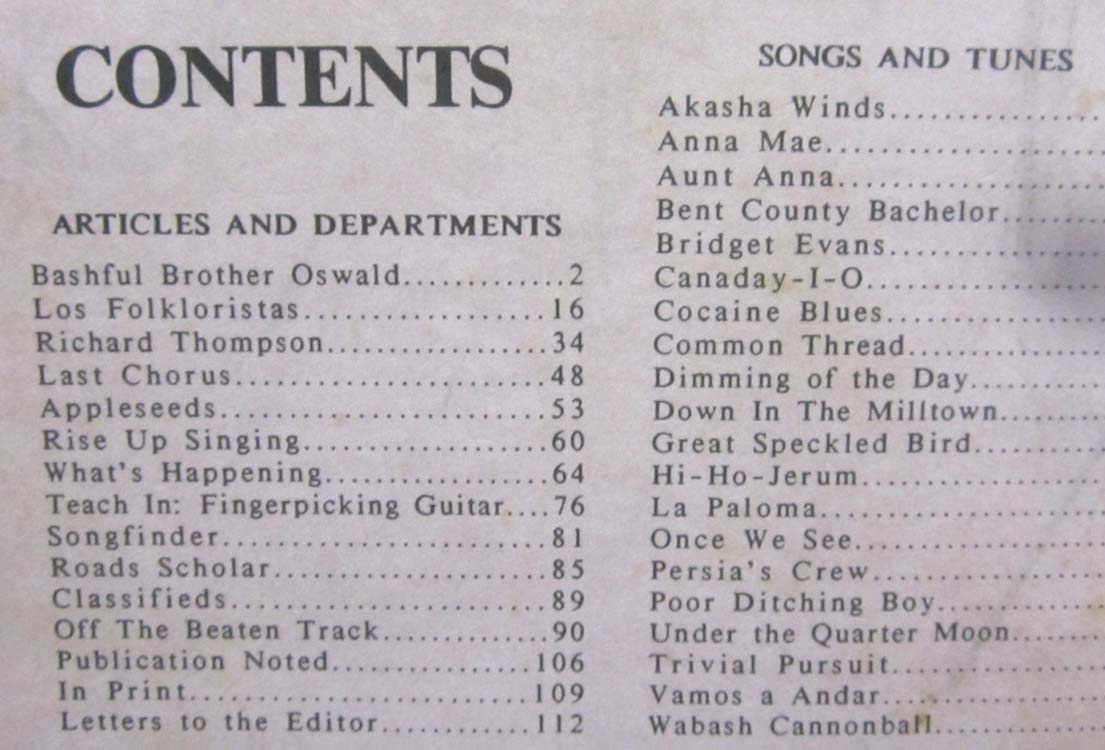 CONTENTS
ARTICLES AND DEPARTMENTS
Bashful Brother Oswald.............2
Los Folkloristas...................16
Richard Thompson..................34
Last Chorus........................48
Appleseeds.........................53
Rise Up Singing....................60
What's Happening..................64
Teach In: Fingerpicking Guitar....76
Songfinder.........................81
Roads Scholar......................85
Classifieds........................89
Off The Beaten Track.............90
Publication Noted................106
In Print...........................109
Letters to the Editor............112
SONGS AND TUNES
Akasha Winds................
Anna Mae.....................
Aunt Anna....................
Bent County Bachelor........
Bridget Evans................
Canaday-I-O..................
Cocaine Blues................
Common Thread...............
Dimming of the Day..........
Down In The Milltown........
Great Speckled Bird..........
Hi-Ho-Jerum..................
La Paloma....................
Once We See..................
Persia's Crew................
Poor Ditching Boy............
Under the Quarter Moon.......
Trivial Pursuit...............
Vamos a Andar................
Wabash Cannonball............